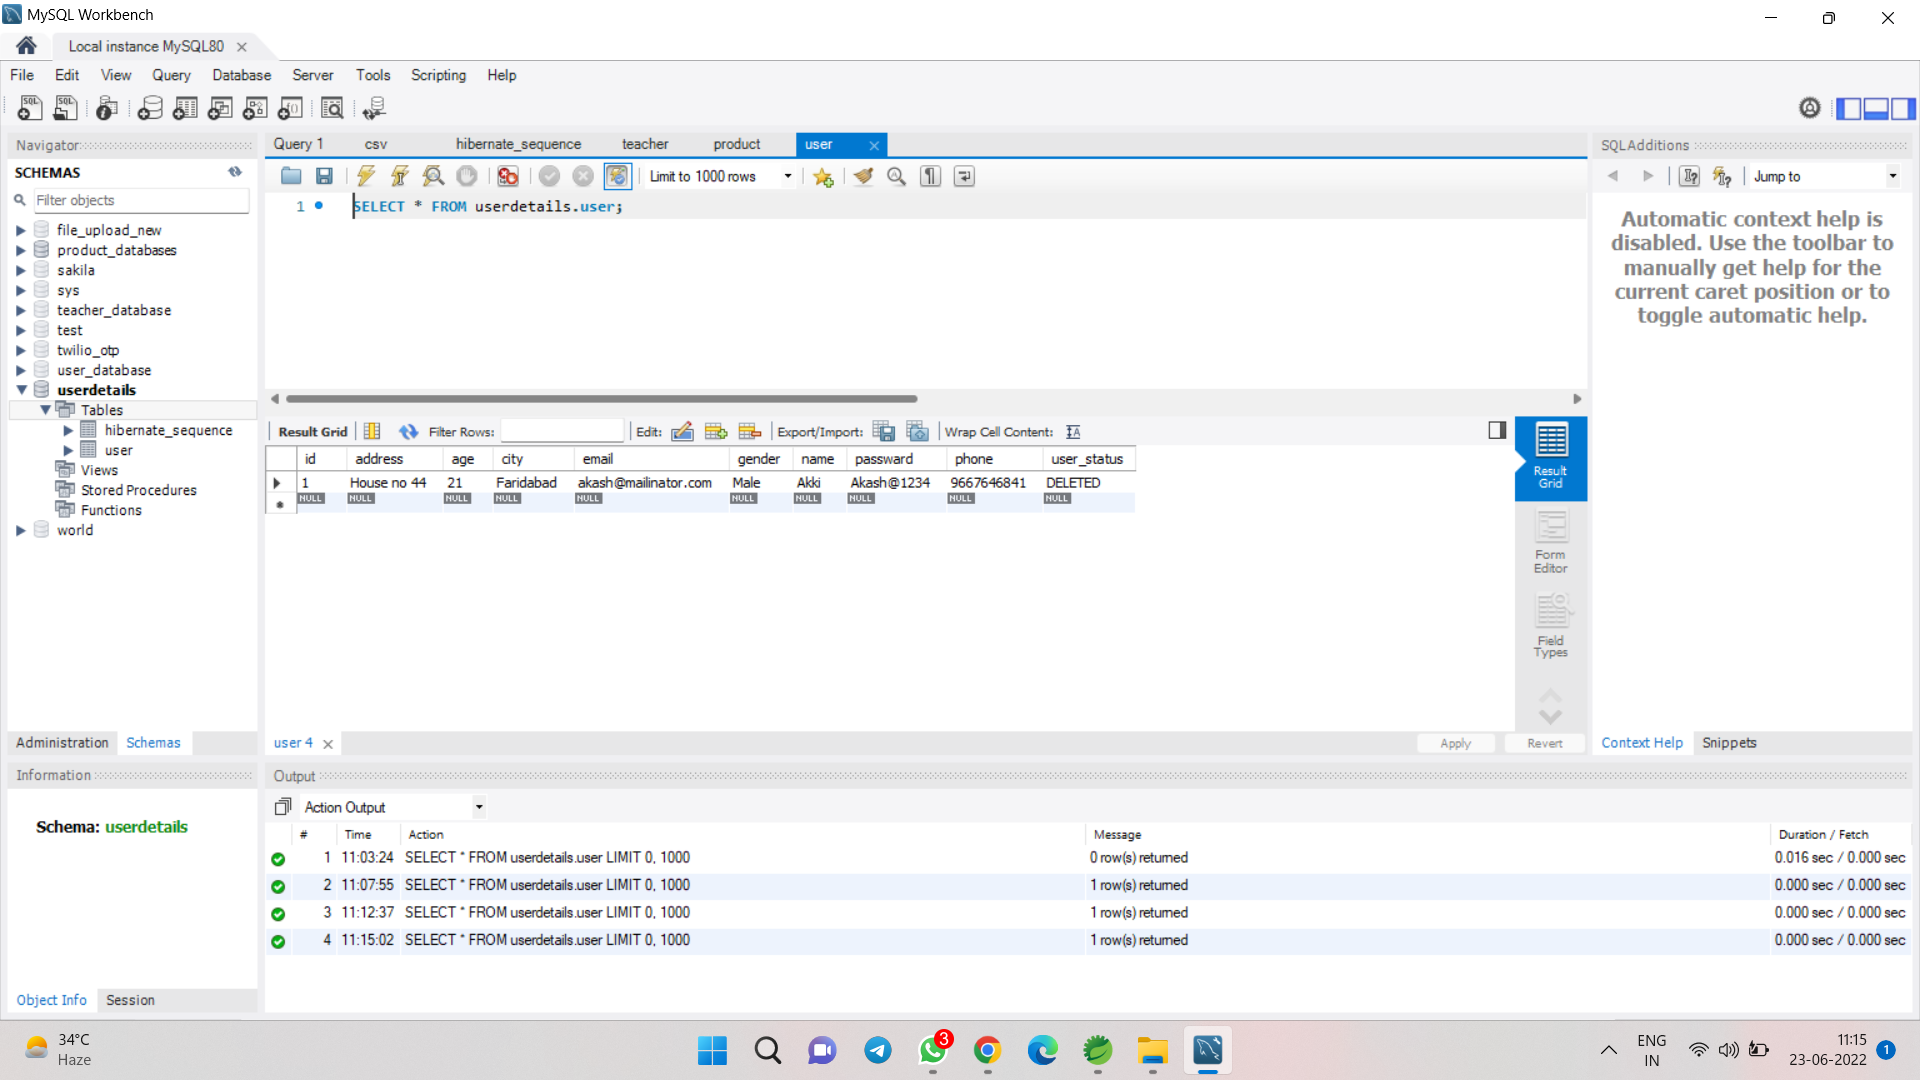 MySQL Workbench
Local instance MySQL80
File Edit View Query Database Server Tools Scripting Help
Navigator
SCHEMAS
Filter objects
file_upload_new
product_databases
sakila
sys
teacher_database
test
twilio_otp
user_database
userdetails
Tables
hibernate_sequence
user
Views
Stored Procedures
Functions
world
Administration Schemas
Information
Schema: userdetails
Object Info Session
Query 1 csv hibernate_sequence teacher product user
Limit to 1000 rows
1 SELECT * FROM userdetails.user;
Result Grid Filter Rows: Edit: Export/Import: Wrap Cell Content:
id address age city email gender name passward phone user_status
1 House no 44 21 Faridabad akash@mailinator.com Male Akki Akash@1234 9667646841 DELETED
NULL NULL NULL NULL NULL NULL NULL NULL NULL NULL
Result
Grid
Form
Editor
Field
Types
user 4 Apply Revert
SQLAdditions
Jump to
Automatic context help is
disabled. Use the toolbar to
manually get help for the
current caret position or to
toggle automatic help.
Context Help Snippets
Output
Action Output
# Time Action Message Duration / Fetch
1 11:03:24 SELECT * FROM userdetails.user LIMIT 0, 1000 0 row(s) returned 0.016 sec / 0.000 sec
2 11:07:55 SELECT * FROM userdetails.user LIMIT 0, 1000 1 row(s) returned 0.000 sec / 0.000 sec
3 11:12:37 SELECT * FROM userdetails.user LIMIT 0, 1000 1 row(s) returned 0.000 sec / 0.000 sec
4 11:15:02 SELECT * FROM userdetails.user LIMIT 0, 1000 1 row(s) returned 0.000 sec / 0.000 sec
34°C
Haze
3
ENG
IN
11:15
23-06-2022
1